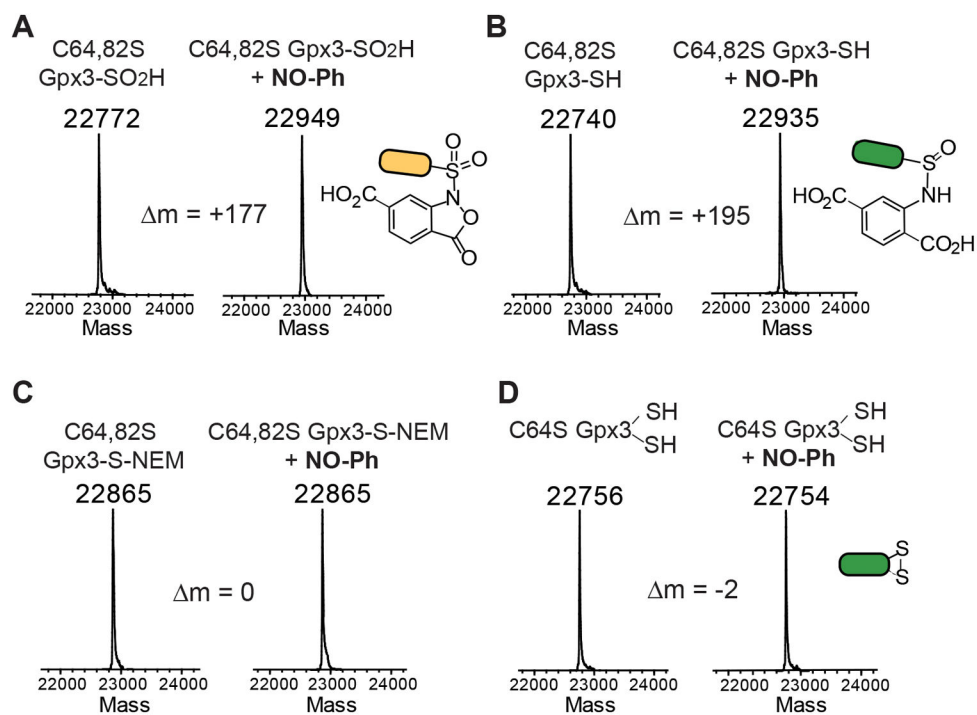 A
C64,82S
Gpx3-SO2H
C64,82S Gpx3-SO2H
+ NO-Ph
22772
22949
Δm = +177
HO2C
S
O
O
N
O
O
22000 23000 24000
Mass
22000 23000 24000
Mass
B
C64,82S
Gpx3-SH
C64,82S Gpx3-SH
+ NO-Ph
22740
22935
Δm = +195
S
O
NH
HO2C
CO2H
22000 23000 24000
Mass
22000 23000 24000
Mass
C
C64,82S
Gpx3-S-NEM
C64,82S Gpx3-S-NEM
+ NO-Ph
22865
22865
Δm = 0
22000 23000 24000
Mass
22000 23000 24000
Mass
D
SH
C64S Gpx3
SH
SH
C64S Gpx3
SH
+ NO-Ph
22756
22754
Δm = -2
S
S
22000 23000 24000
Mass
22000 23000 24000
Mass